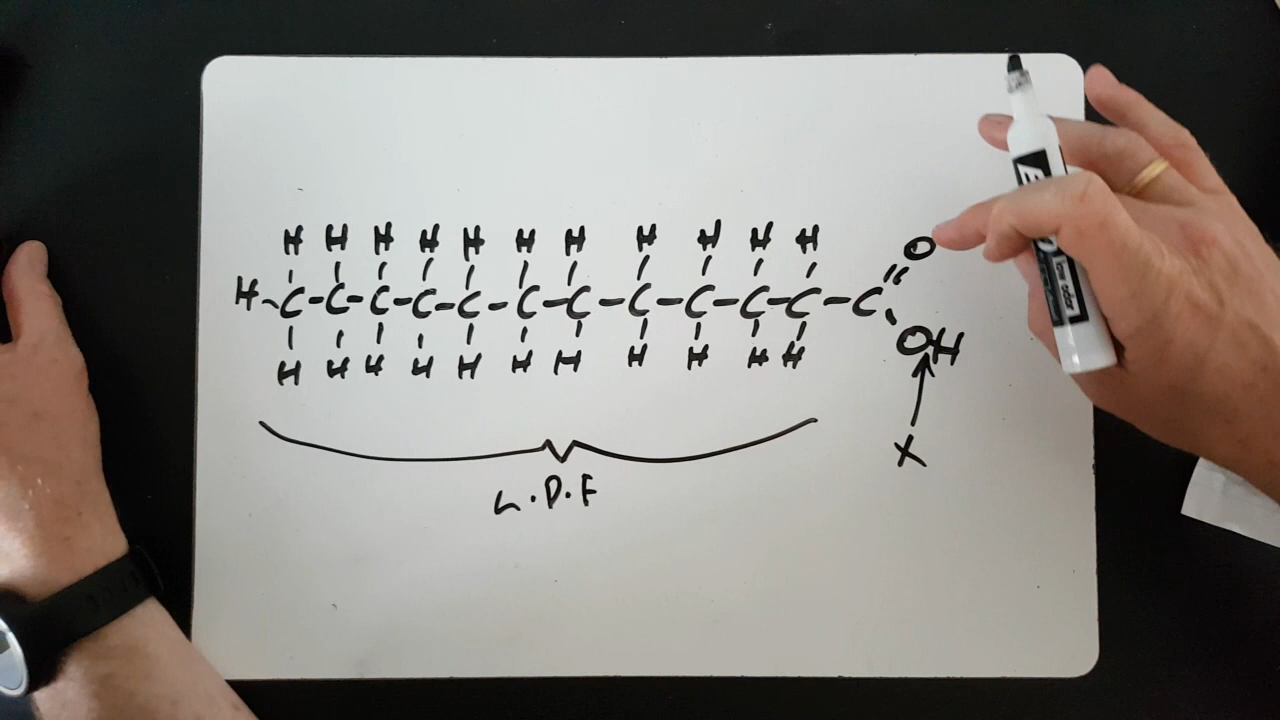 H H H H H H H H H H H O
H-C-C-C-C-C-C-C-C-C-C-C-C
OH
H H H H H H H H H H H
X
L.D.F